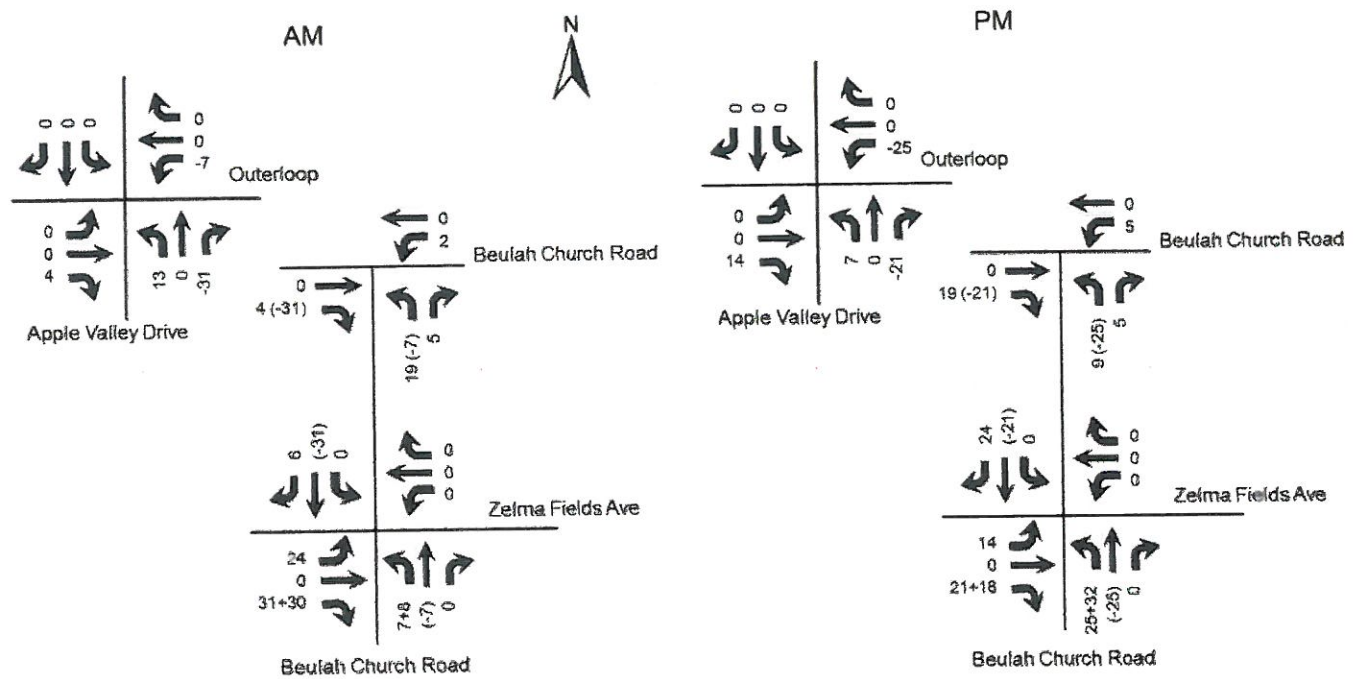 AM
N
PM
0 0 0
0
0
-7
Outerloop
0
0
4
13 0 -31
Apple Valley Drive
0
2
Beulah Church Road
0
4 (-31)
19 (-7) 5
6 (-31) 0
0
0
0
Zelma Fields Ave
24
0
31+30
7+8 (-7) 0
Beulah Church Road
0 0 0
0
0
-25
Outerloop
0
0
14
7 0 -21
Apple Valley Drive
0
5
Beulah Church Road
0
19 (-21)
9 (-25) 5
24 (-21) 0
0
0
0
Zelma Fields Ave
14
0
21+18
25+32 (-25) 0
Beulah Church Road